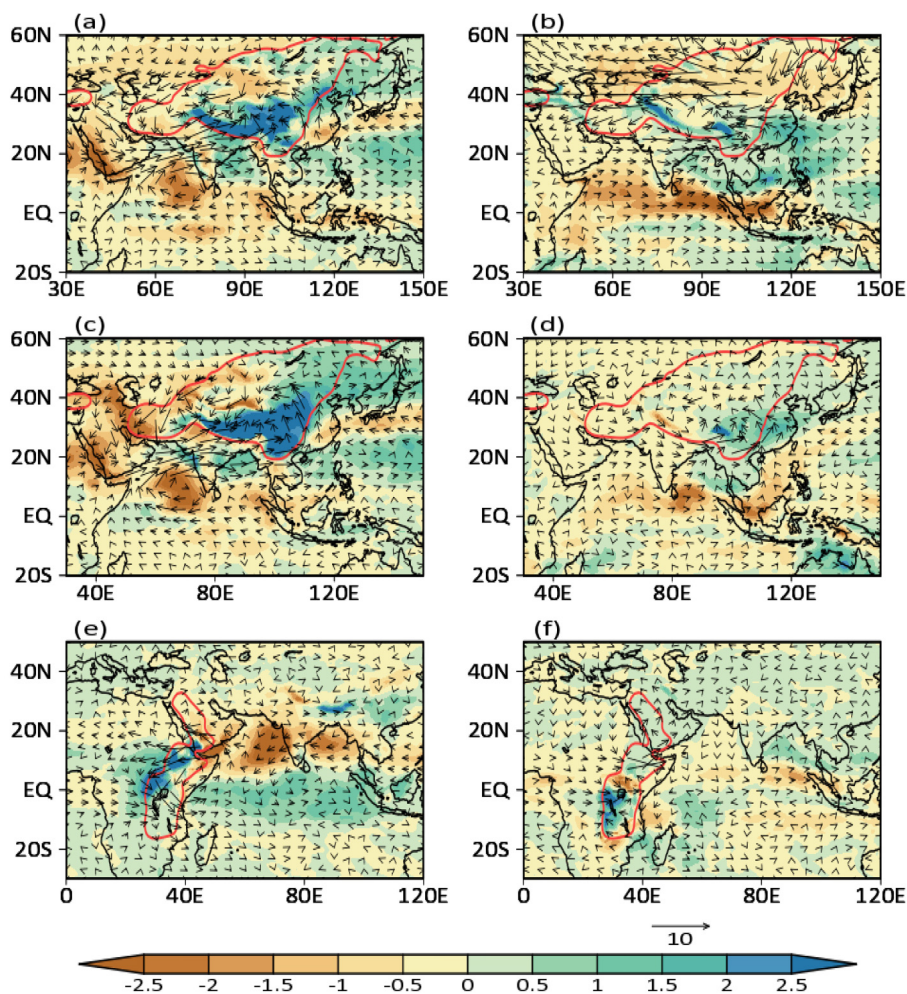 (a) (b)
60N 60N
40N 40N
20N 20N
EQ EQ
20S 20S
30E 60E 90E 120E 150E 30E 60E 90E 120E 150E
(c) (d)
60N 60N
40N 40N
20N 20N
EQ EQ
20S 20S
40E 80E 120E 40E 80E 120E
(e) (f)
40N 40N
20N 20N
EQ EQ
20S 20S
0 40E 80E 120E 0 40E 80E 120E
10
-2.5 -2 -1.5 -1 -0.5 0 0.5 1 1.5 2 2.5